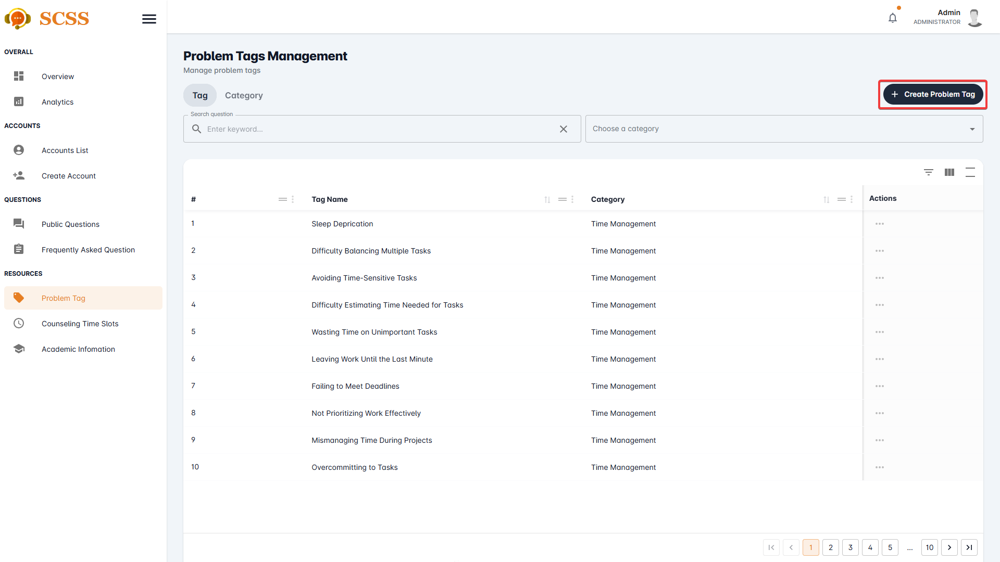 SCSS
Admin
ADMINISTRATOR
OVERALL
Overview
Analytics
ACCOUNTS
Accounts List
Create Account
QUESTIONS
Public Questions
Frequently Asked Question
RESOURCES
Problem Tag
Counseling Time Slots
Academic Infomation
Problem Tags Management
Manage problem tags
Tag Category
+ Create Problem Tag
Search question
Enter keyword...
Choose a category
# Tag Name Category Actions
1 Sleep Deprication Time Management
2 Difficulty Balancing Multiple Tasks Time Management
3 Avoiding Time-Sensitive Tasks Time Management
4 Difficulty Estimating Time Needed for Tasks Time Management
5 Wasting Time on Unimportant Tasks Time Management
6 Leaving Work Until the Last Minute Time Management
7 Failing to Meet Deadlines Time Management
8 Not Prioritizing Work Effectively Time Management
9 Mismanaging Time During Projects Time Management
10 Overcommitting to Tasks Time Management
1 2 3 4 5 ... 10